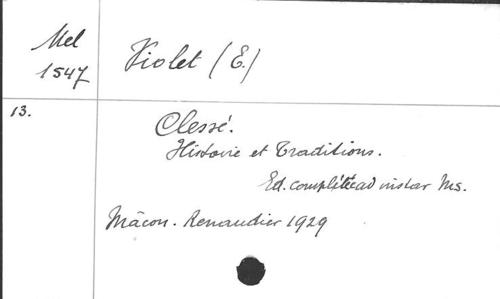 Mel
1547
Violet (E.)
13.
Clessé.
Histoire et Traditions.
Ed. complétée ad instar Ms.
Mâcon. Renaudier 1929